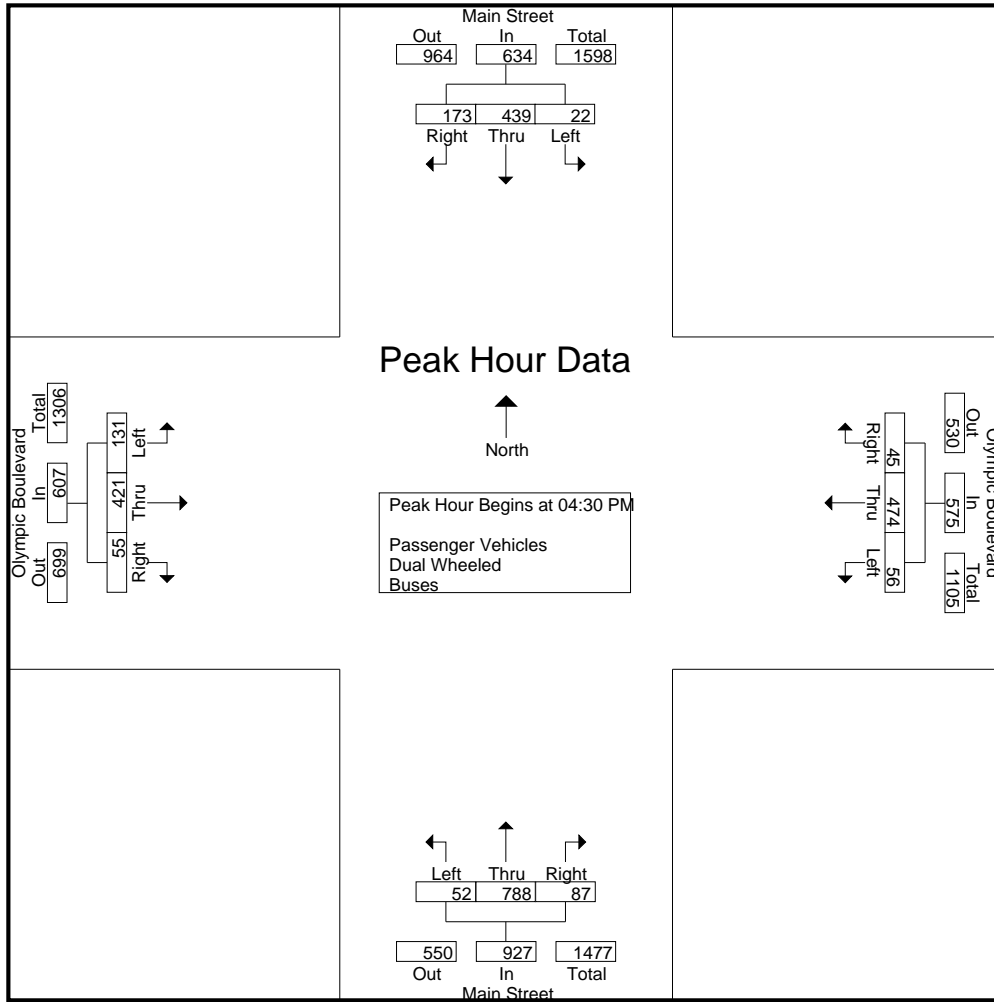 Main Street
Out In Total
964 634 1598
173 439 22
Right Thru Left
Peak Hour Data
North
Peak Hour Begins at 04:30 PM
Passenger Vehicles
Dual Wheeled
Buses
Olympic Boulevard
Out In Total
699 607 1306
55 421 131
Right Thru Left
Olympic Boulevard
Out In Total
530 575 1105
45 474 56
Right Thru Left
Left Thru Right
52 788 87
550 927 1477
Out In Total
Main Street